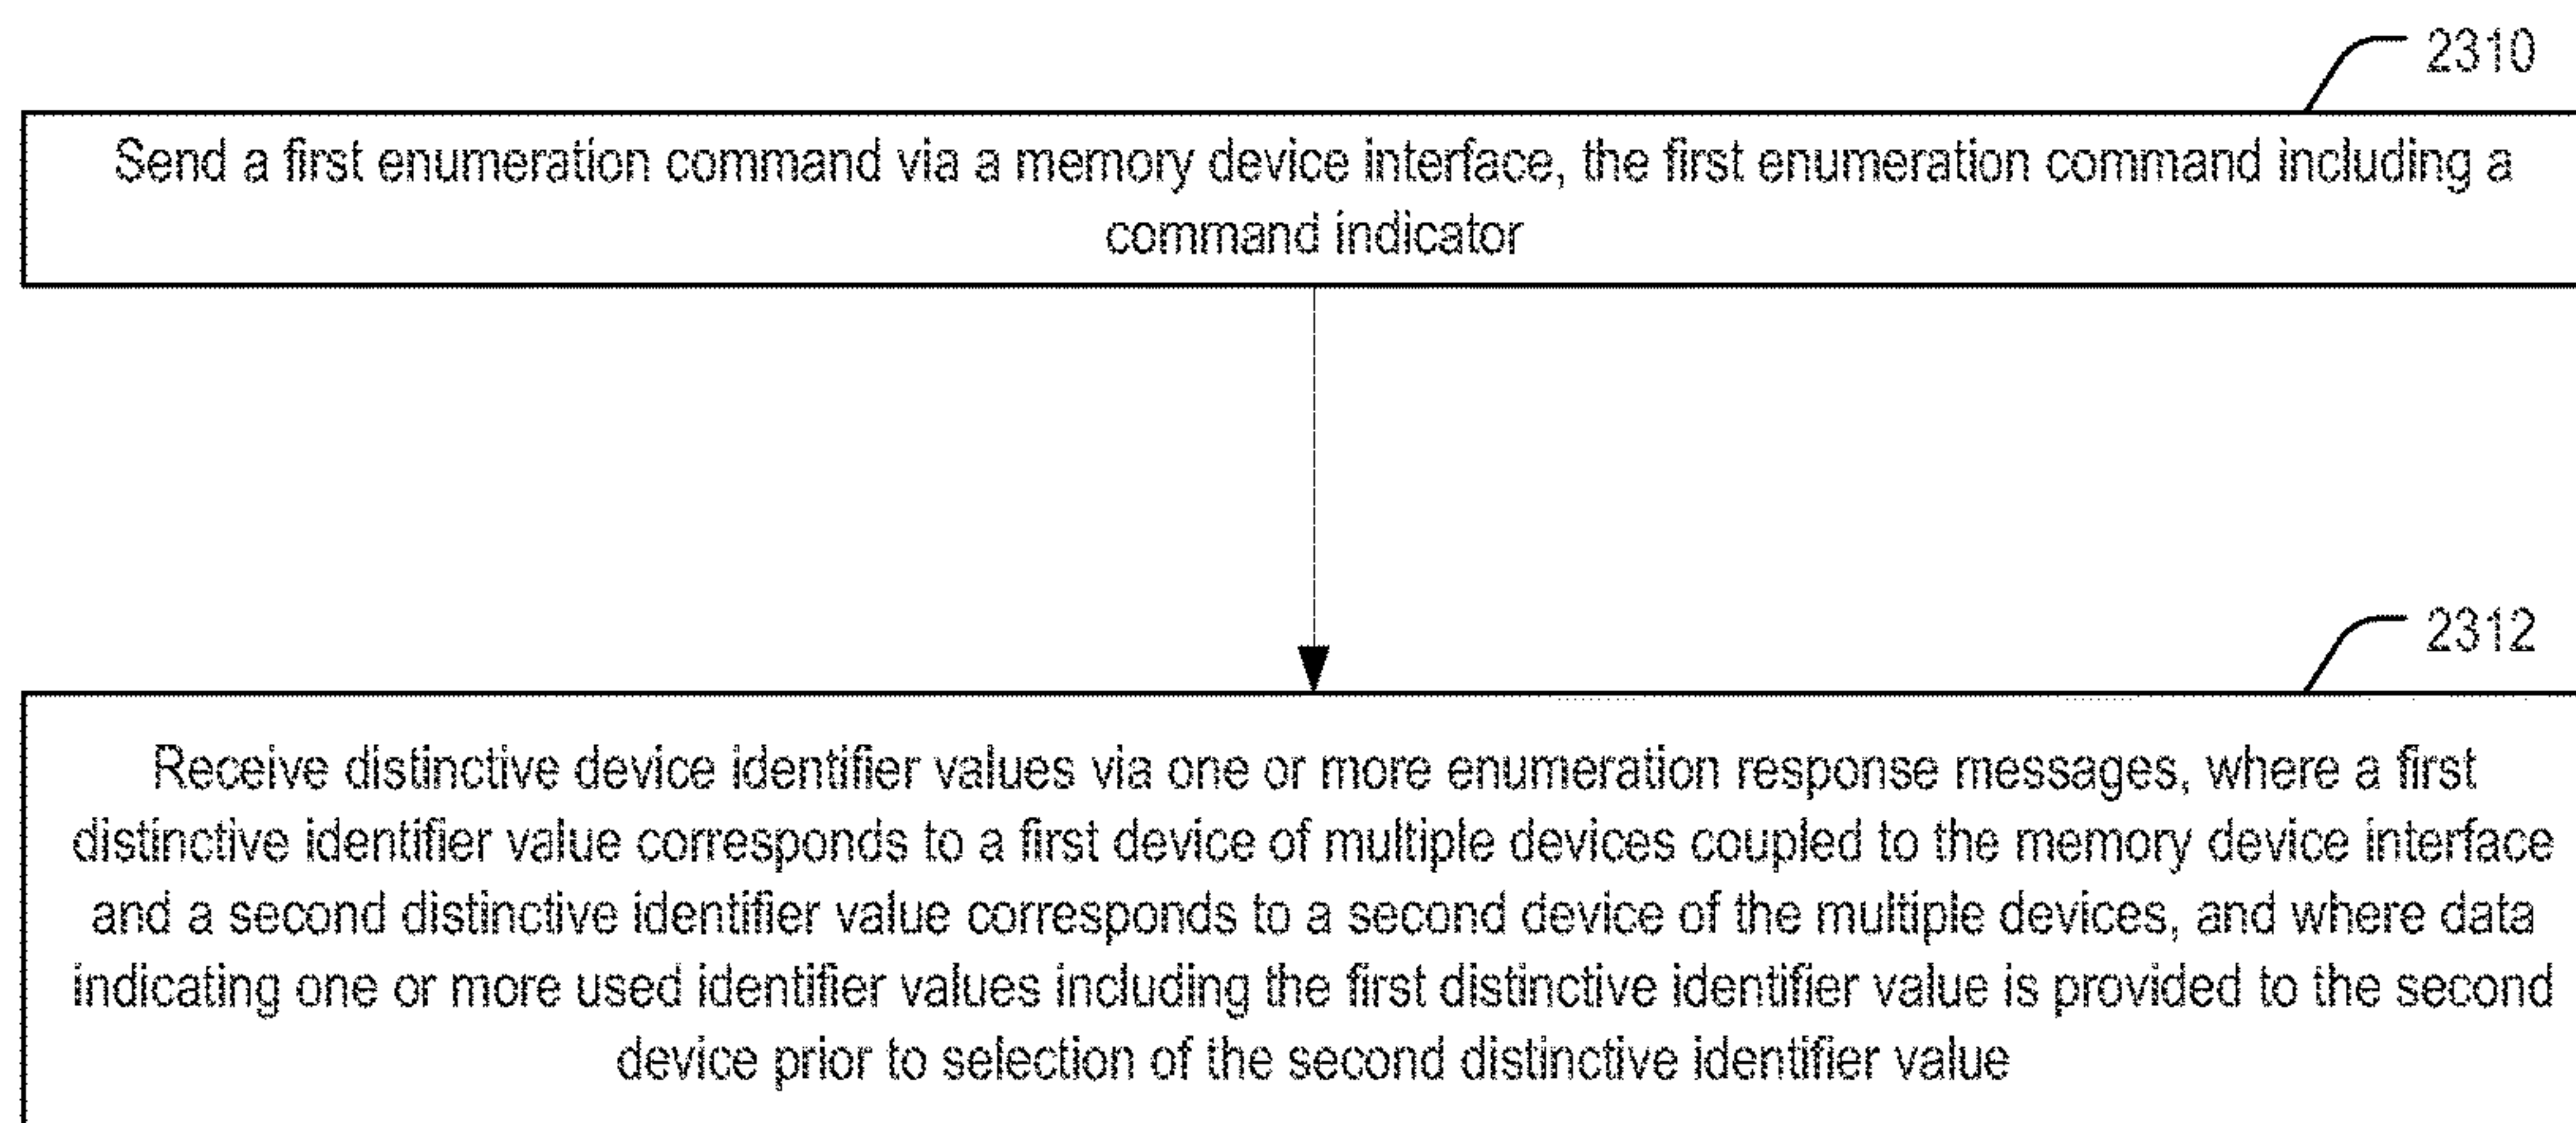 2310
Send a first enumeration command via a memory device interface, the first enumeration command including a
command indicator
2312
Receive distinctive device identifier values via one or more enumeration response messages, where a first
distinctive identifier value corresponds to a first device of multiple devices coupled to the memory device interface
and a second distinctive identifier value corresponds to a second device of the multiple devices, and where data
indicating one or more used identifier values including the first distinctive identifier value is provided to the second
device prior to selection of the second distinctive identifier value